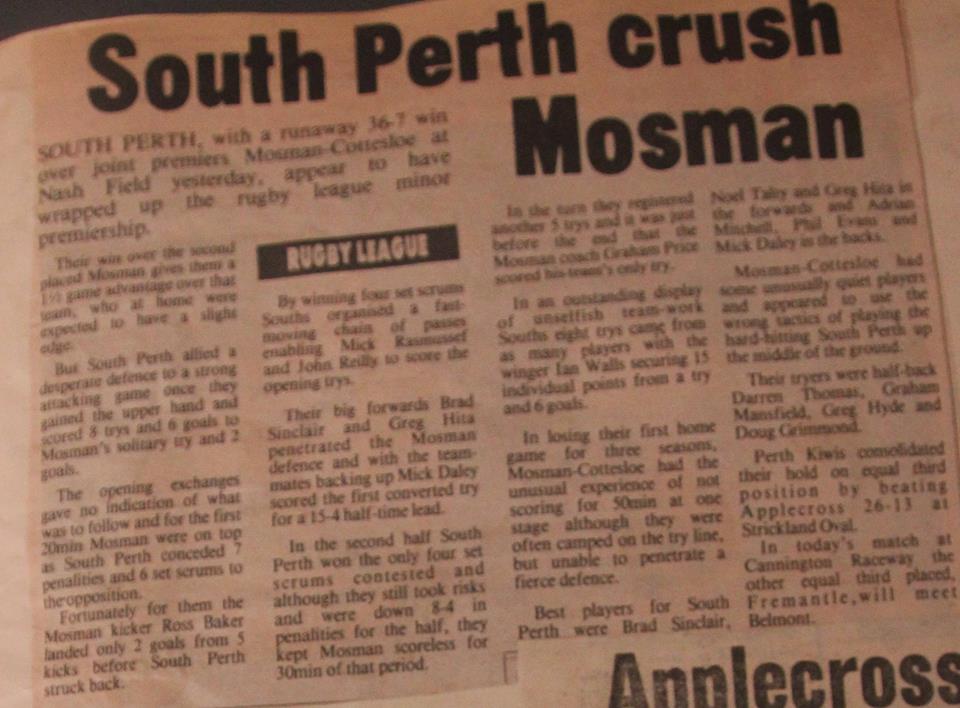 South Perth crush
Mosman
SOUTH PERTH, with a runaway 36-7 win
over joint premiers Mosman-Cottesloe at
Nash Field yesterday, appear to have
wrapped up the rugby league minor
premiership.
Their win over the second
placed Mosman gives them a
1½ game advantage over that
team, who at home were
expected to have a slight
edge.
But South Perth allied a
desperate defence to a strong
attacking game once they
gained the upper hand and
scored 8 trys and 6 goals to
Mosman's solitary try and 2
goals.
The opening exchanges
gave no indication of what
was to follow and for the first
20min Mosman were on top
as South Perth conceded 7
penalties and 6 set scrums to
the opposition.
Fortunately for them the
Mosman kicker Ross Baker
landed only 2 goals from 5
kicks before South Perth
struck back.
RUGBY LEAGUE
By winning four set scrums
Souths organised a fast-
moving chain of passes
enabling Mick Rasmussef
and John Reilly to score the
opening trys.
Their big forwards Brad
Sinclair and Greg Hita
penetrated the Mosman
defence and with the team-
mates backing up Mick Daley
scored the first converted try
for a 15-4 half-time lead.
In the second half South
Perth won the only four set
scrums contested and
although they still took risks
and were down 8-4 in
penalties for the half, they
kept Mosman scoreless for
30min of that period.
In the turn they registered
another 5 trys and it was just
before the end that the
Mosman coach Graham Price
scored his team's only try.
In an outstanding display
of unselfish team-work
Souths eight trys came from
as many players with the
winger Ian Walls securing 15
individual points from a try
and 6 goals.
In losing their first home
game for three seasons,
Mosman-Cottesloe had the
unusual experience of not
scoring for 50min at one
stage although they were
often camped on the try line,
but unable to penetrate a
fierce defence.
Best players for South
Perth were Brad Sinclair,
Noel Talty and Greg Hita in
the forwards and Adrian
Mitchell, Phil Evans and
Mick Daley in the backs.
Mosman-Cottesloe had
some unusually quiet players
and appeared to use the
wrong tactics of playing the
hard-hitting South Perth up
the middle of the ground.
Their tryers were half-back
Darren Thomas, Graham
Mansfield, Greg Hyde and
Doug Grimmond.
Perth Kiwis consolidated
their hold on equal third
position by beating
Applecross 26-13 at
Strickland Oval.
In today's match at
Cannington Raceway the
other equal third placed,
Fremantle, will meet
Belmont.
Applecross